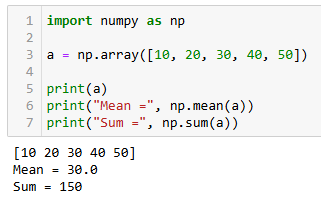 1 import numpy as np
2
3 a = np.array([10, 20, 30, 40, 50])
4
5 print(a)
6 print("Mean =", np.mean(a))
7 print("Sum =", np.sum(a))
[10 20 30 40 50]
Mean = 30.0
Sum = 150